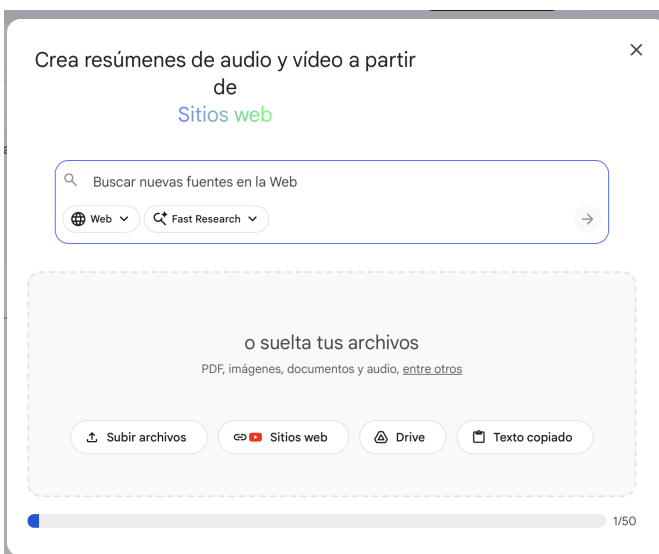 Crea resúmenes de audio y vídeo a partir
de
Sitios web
Buscar nuevas fuentes en la Web
Web
Fast Research
o suelta tus archivos
PDF, imágenes, documentos y audio, entre otros
Subir archivos
Sitios web
Drive
Texto copiado
1/50